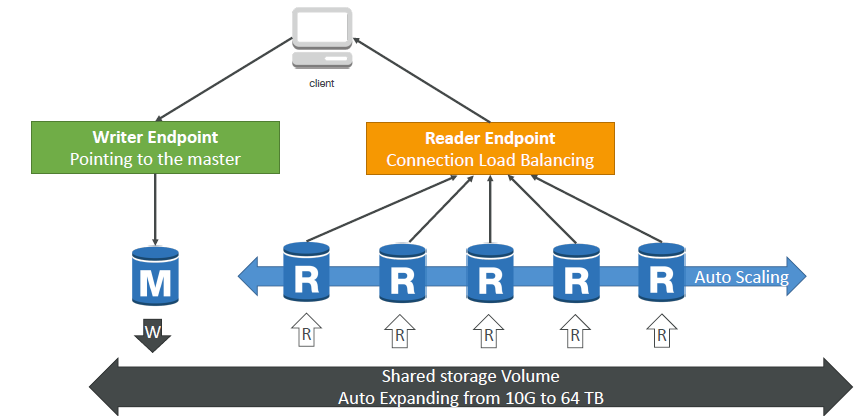 client
Writer Endpoint
Pointing to the master
Reader Endpoint
Connection Load Balancing
M
R
R
R
R
R
Auto Scaling
W
R
R
R
R
R
Shared storage Volume
Auto Expanding from 10G to 64 TB